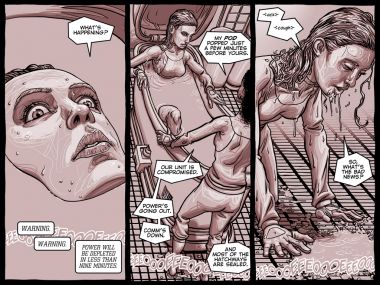 WHAT'S
HAPPENING?
WARNING.
WARNING.
POWER WILL
BE DEPLETED
IN LESS THAN
NINE MINUTES.
MY POD
POPPED JUST
A FEW MINUTES
BEFORE YOURS.
OUR UNIT IS
COMPROMISED.
POWER'S
GOING OUT.
COMM'S
DOWN.
AND
MOST OF THE
HATCHWAYS
ARE SEALED.
<COUGH>
SO,
WHAT'S
THE BAD
NEWS?